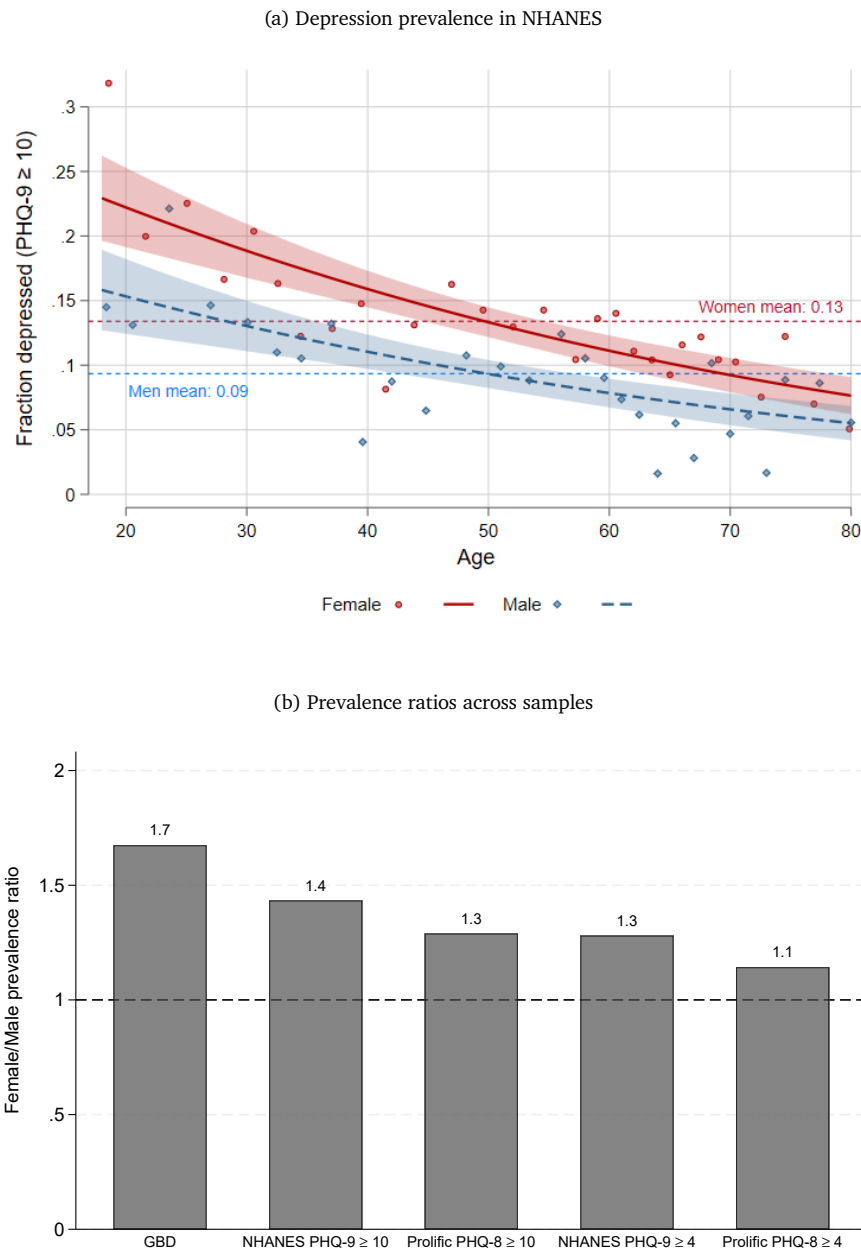 (a) Depression prevalence in NHANES
.3
.25
.2
.15
.1
.05
0
Fraction depressed (PHQ-9 ≥ 10)
Women mean: 0.13
Men mean: 0.09
20 30 40 50 60 70 80
Age
Female Male
(b) Prevalence ratios across samples
2
1.5
1
.5
0
Female/Male prevalence ratio
1.7
1.4
1.3
1.3
1.1
GBD NHANES PHQ-9 ≥ 10 Prolific PHQ-8 ≥ 10 NHANES PHQ-9 ≥ 4 Prolific PHQ-8 ≥ 4